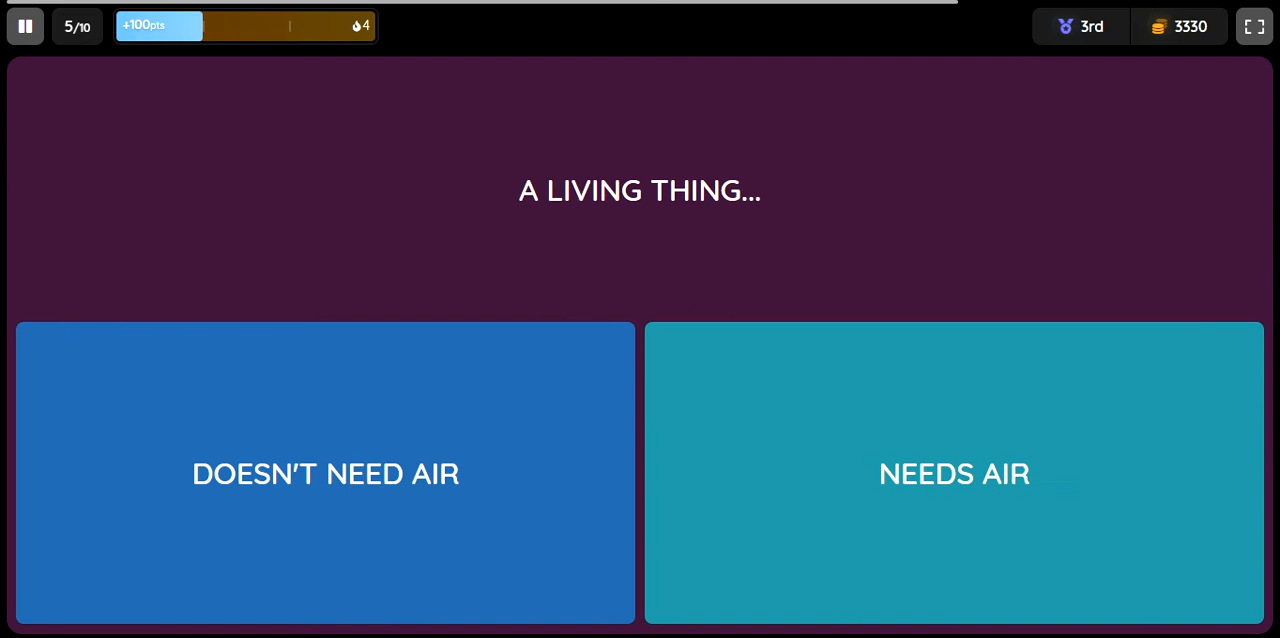 5/10
+100pts
4
3rd
3330
A LIVING THING...
DOESN'T NEED AIR
NEEDS AIR